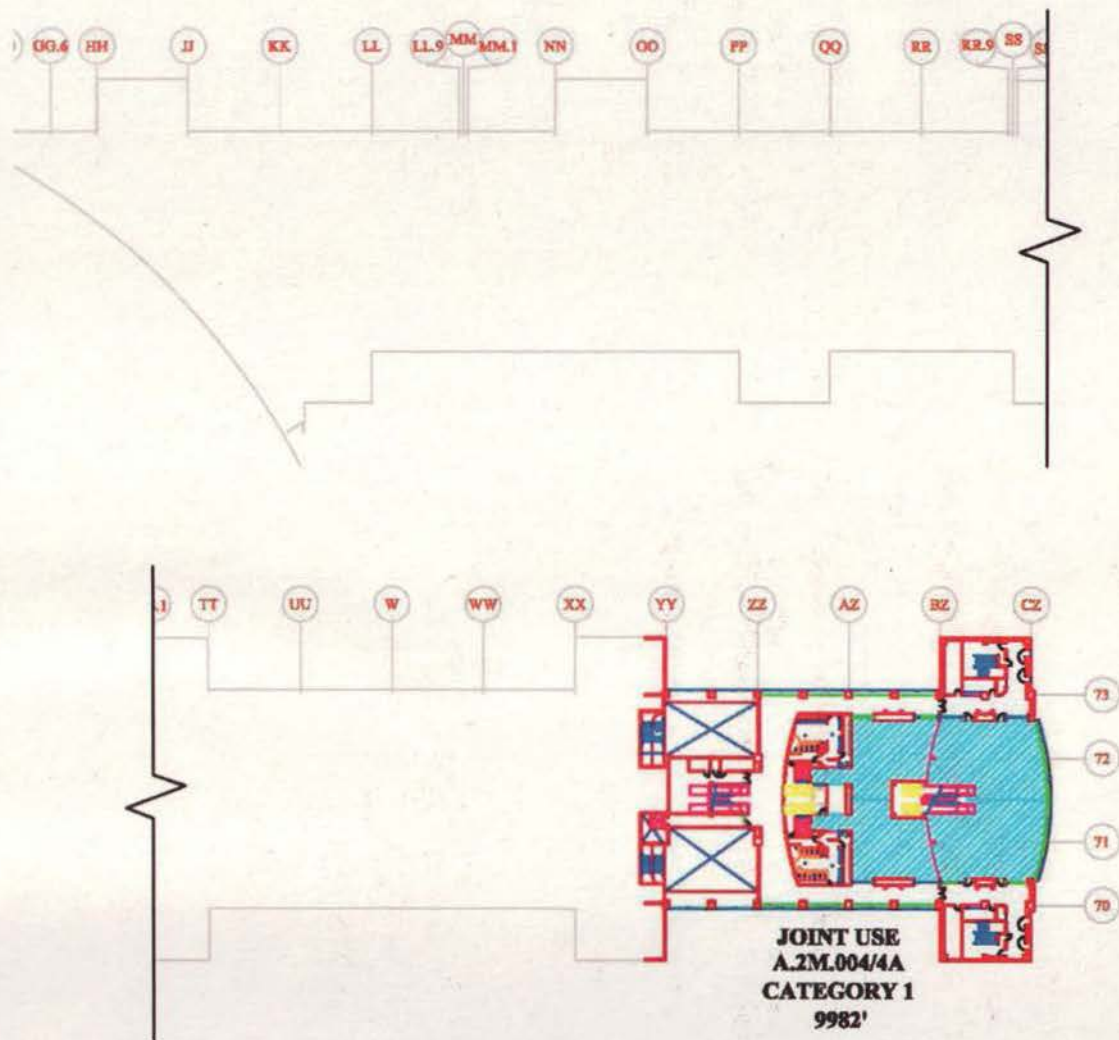 GG.6 HH JJ KK LL LL.9 MM MM.1 NN OO PP QQ RR RR.9 SS
TT UU W WW XX YY ZZ AZ BZ CZ
73
72
71
70
JOINT USE
A.2M.004/4A
CATEGORY 1
9982'